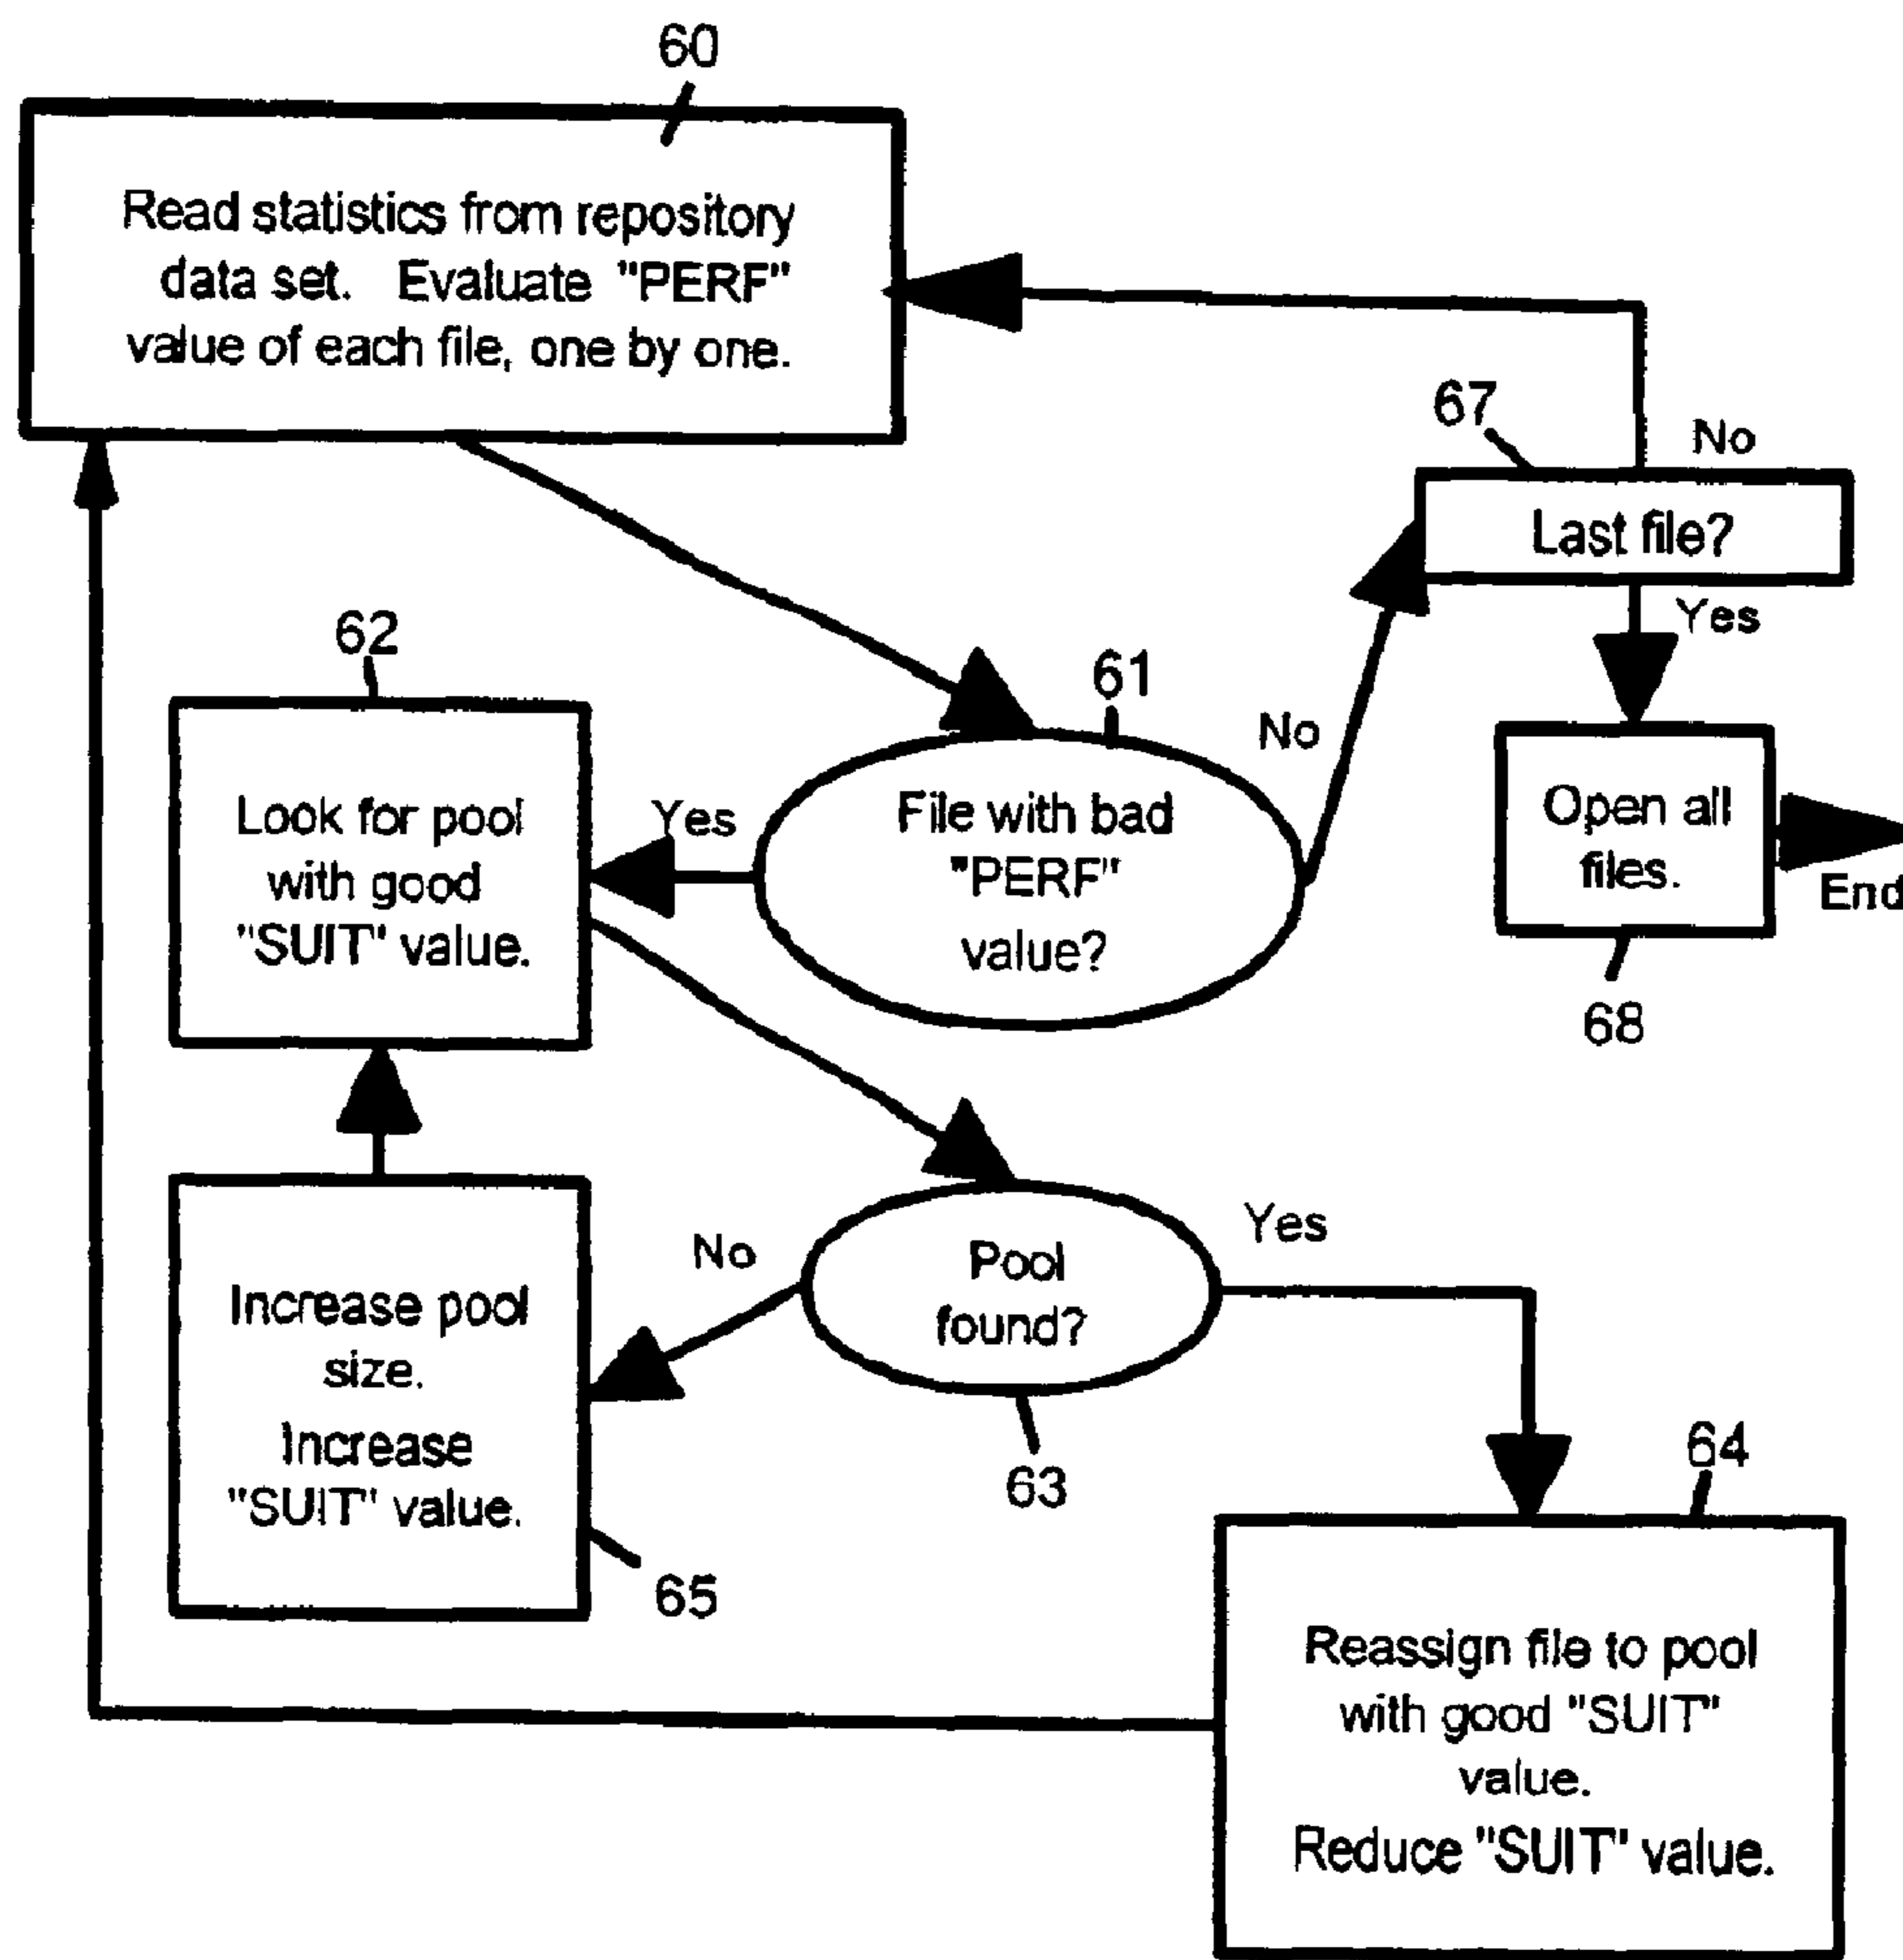 60
Read statistics from repository
data set. Evaluate "PERF"
value of each file, one by one.
67
No
Last file?
Yes
62
61
No
Look for pool
with good
"SUIT" value.
Yes
File with bad
"PERF"
value?
Open all
files.
End
68
No
Pool
found?
Yes
Increase pool
size.
Increase
"SUIT" value.
63
64
65
Reassign file to pool
with good "SUIT"
value.
Reduce "SUIT" value.